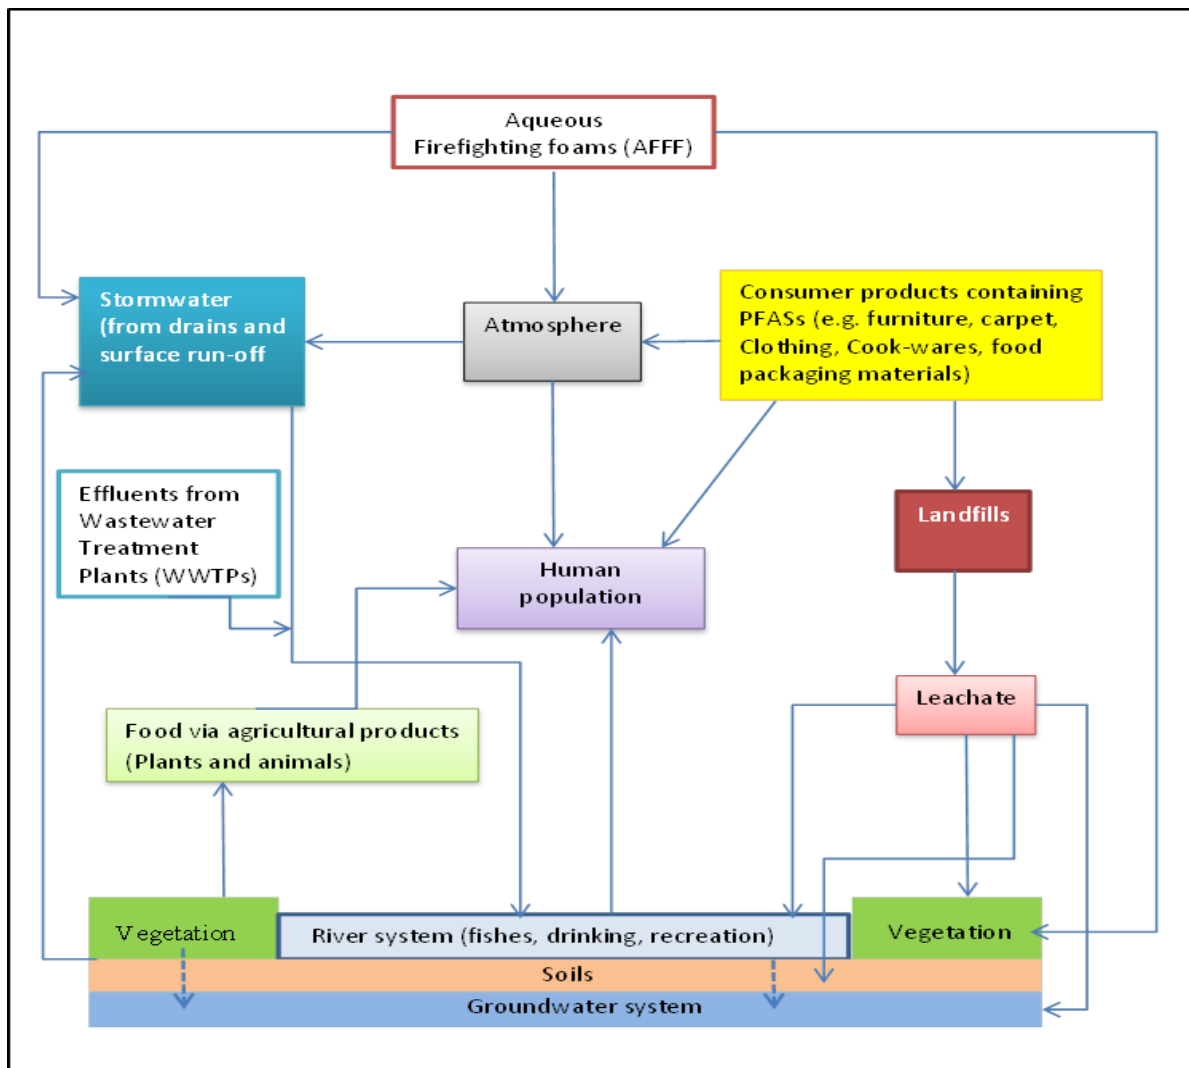 Aqueous
Firefighting foams (AFFF)
Stormwater
(from drains and
surface run-off
Atmosphere
Consumer products containing
PFASs (e.g. furniture, carpet,
Clothing, Cook-wares, food
packaging materials)
Effluents from
Wastewater
Treatment
Plants (WWTPs)
Landfills
Human
population
Leachate
Food via agricultural products
(Plants and animals)
Vegetation
River system (fishes, drinking, recreation)
Vegetation
Soils
Groundwater system